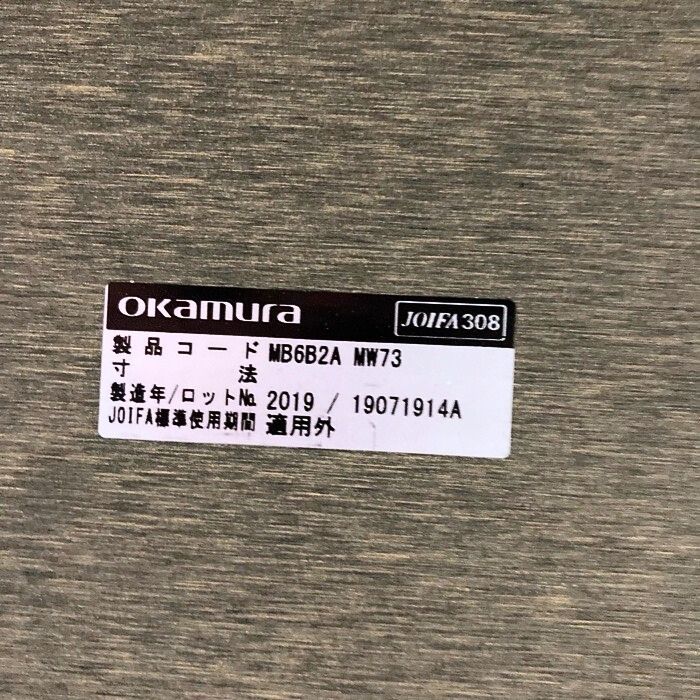 OKamura JOIFA308
製品コード MB6B2A MW73
寸法
製造年/ロット№ 2019 / 19071914A
JOIFA標準使用期間 適用外